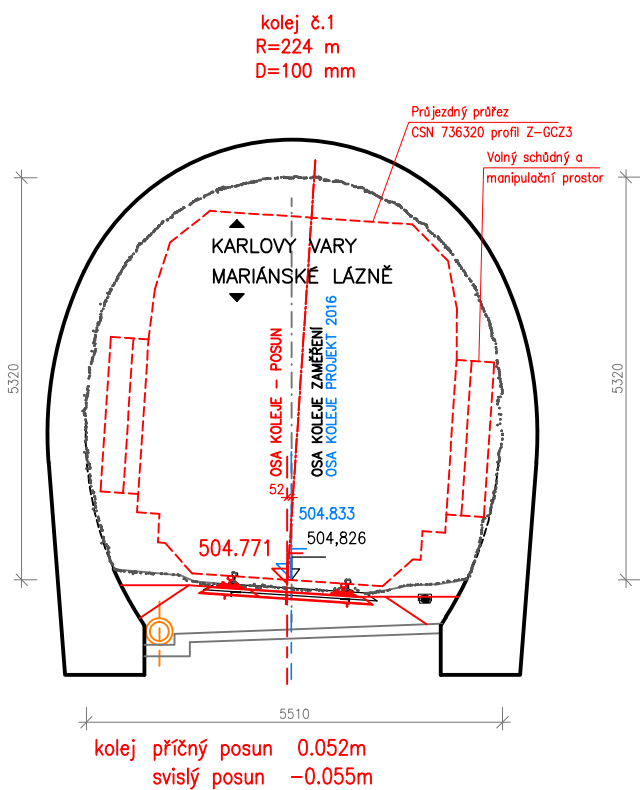 kolej č.1
R=224 m
D=100 mm
Průjezdný průřez
CSN 736320 profil Z-GCZ3
Volný schůdný a
manipulační prostor
KARLOVY VARY
MARIÁNSKÉ LÁZNĚ
5320
5320
OSA KOLEJE - POSUN
OSA KOLEJE ZAMĚŘENÍ
OSA KOLEJE PROJEKT 2016
52
504.833
504,826
504.771
5510
kolej příčný posun 0.052m
svislý posun -0.055m